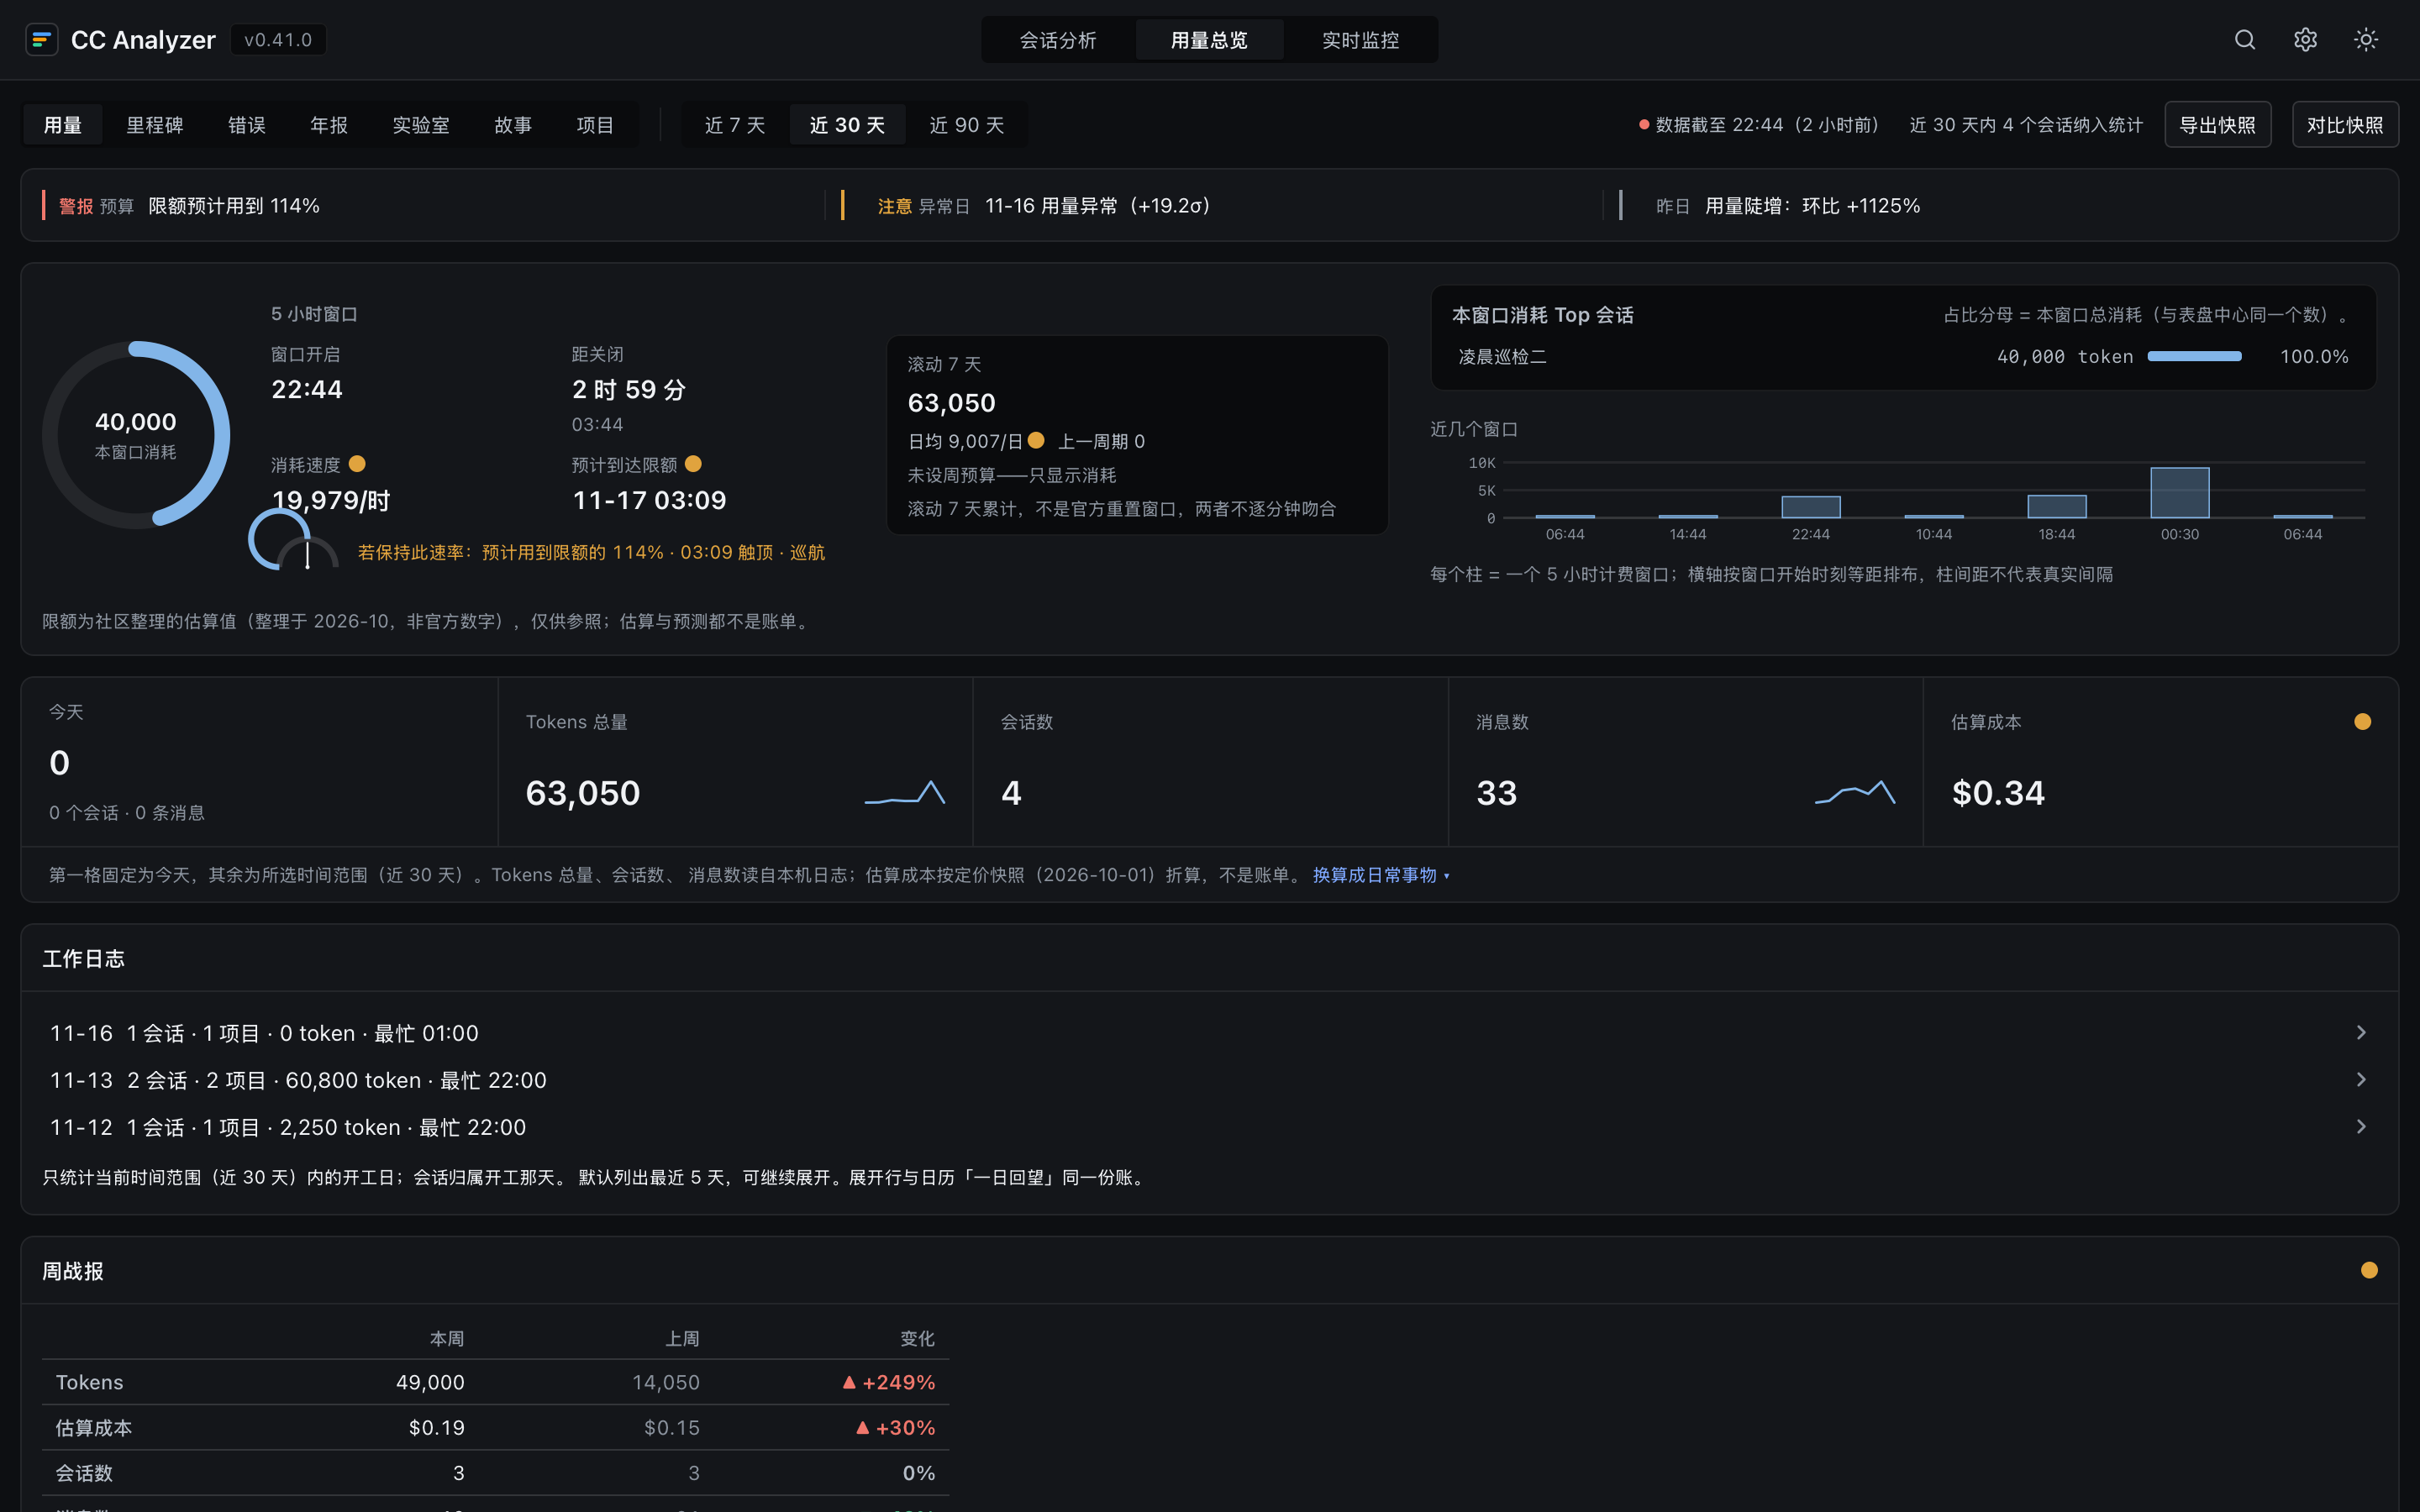 CC Analyzer v0.41.0
会话分析 用量总览 实时监控
用量 里程碑 错误 年报 实验室 故事 项目 近 7 天 近 30 天 近 90 天
数据截至 22:44（2 小时前） 近 30 天内 4 个会话纳入统计 导出快照 对比快照
警报 预算 限额预计用到 114%
注意 异常日 11-16 用量异常（+19.2σ）
昨日 用量陡增：环比 +1125%
40,000
本窗口消耗
5 小时窗口
窗口开启
22:44
距关闭
2 时 59 分
03:44
消耗速度
19,979/时
预计到达限额
11-17 03:09
若保持此速率：预计用到限额的 114% · 03:09 触顶 · 巡航
滚动 7 天
63,050
日均 9,007/日 上一周期 0
未设周预算——只显示消耗
滚动 7 天累计，不是官方重置窗口，两者不逐分钟吻合
限额为社区整理的估算值（整理于 2026-10，非官方数字），仅供参照；估算与预测都不是账单。
本窗口消耗 Top 会话 占比分母 = 本窗口总消耗（与表盘中心同一个数）。
凌晨巡检二 40,000 token 100.0%
近几个窗口
10K
5K
0
06:44 14:44 22:44 10:44 18:44 00:30 06:44
每个柱 = 一个 5 小时计费窗口；横轴按窗口开始时刻等距排布，柱间距不代表真实间隔
今天
0
0 个会话 · 0 条消息
Tokens 总量
63,050
会话数
4
消息数
33
估算成本
$0.34
第一格固定为今天，其余为所选时间范围（近 30 天）。Tokens 总量、会话数、 消息数读自本机日志；估算成本按定价快照（2026-10-01）折算，不是账单。 换算成日常事物 ▾
工作日志
11-16 1 会话 · 1 项目 · 0 token · 最忙 01:00
11-13 2 会话 · 2 项目 · 60,800 token · 最忙 22:00
11-12 1 会话 · 1 项目 · 2,250 token · 最忙 22:00
只统计当前时间范围（近 30 天）内的开工日；会话归属开工那天。 默认列出最近 5 天，可继续展开。展开行与日历「一日回望」同一份账。
周战报
本周 上周 变化
Tokens 49,000 14,050 ▲ +249%
估算成本 $0.19 $0.15 ▲ +30%
会话数 3 3 0%